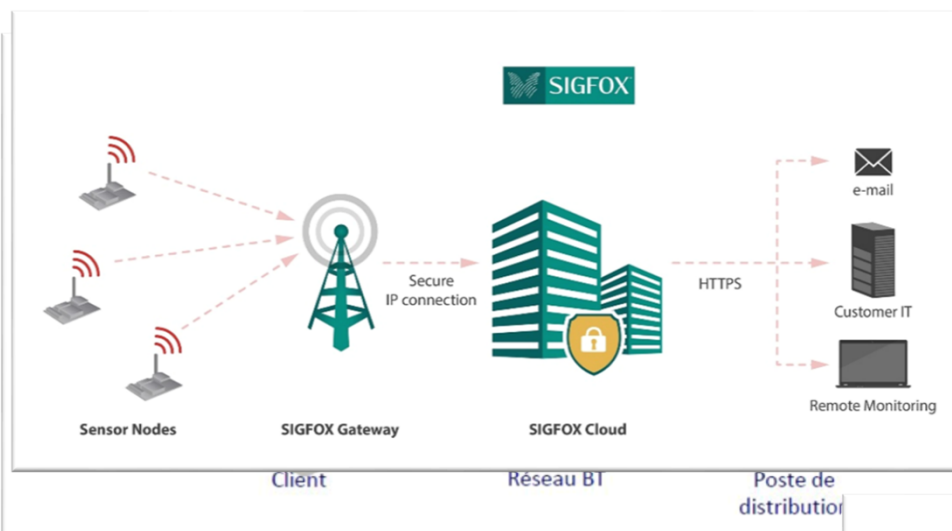 SIGFOX
e-mail
Secure
IP connection
HTTPS
Customer IT
Remote Monitoring
Sensor Nodes
SIGFOX Gateway
SIGFOX Cloud
Client
Réseau BT
Poste de
distribution